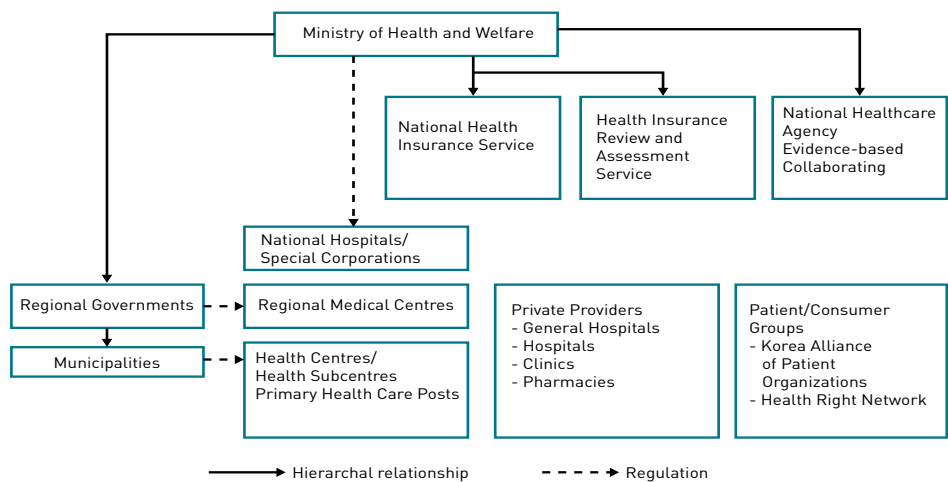 Ministry of Health and Welfare
National Health
Insurance Service
Health Insurance
Review and
Assessment
Service
National Healthcare
Agency
Evidence-based
Collaborating
National Hospitals/
Special Corporations
Regional Governments
Regional Medical Centres
Municipalities
Health Centres/
Health Subcentres
Primary Health Care Posts
Private Providers
- General Hospitals
- Hospitals
- Clinics
- Pharmacies
Patient/Consumer
Groups
- Korea Alliance
of Patient
Organizations
- Health Right Network
Hierarchal relationship
Regulation